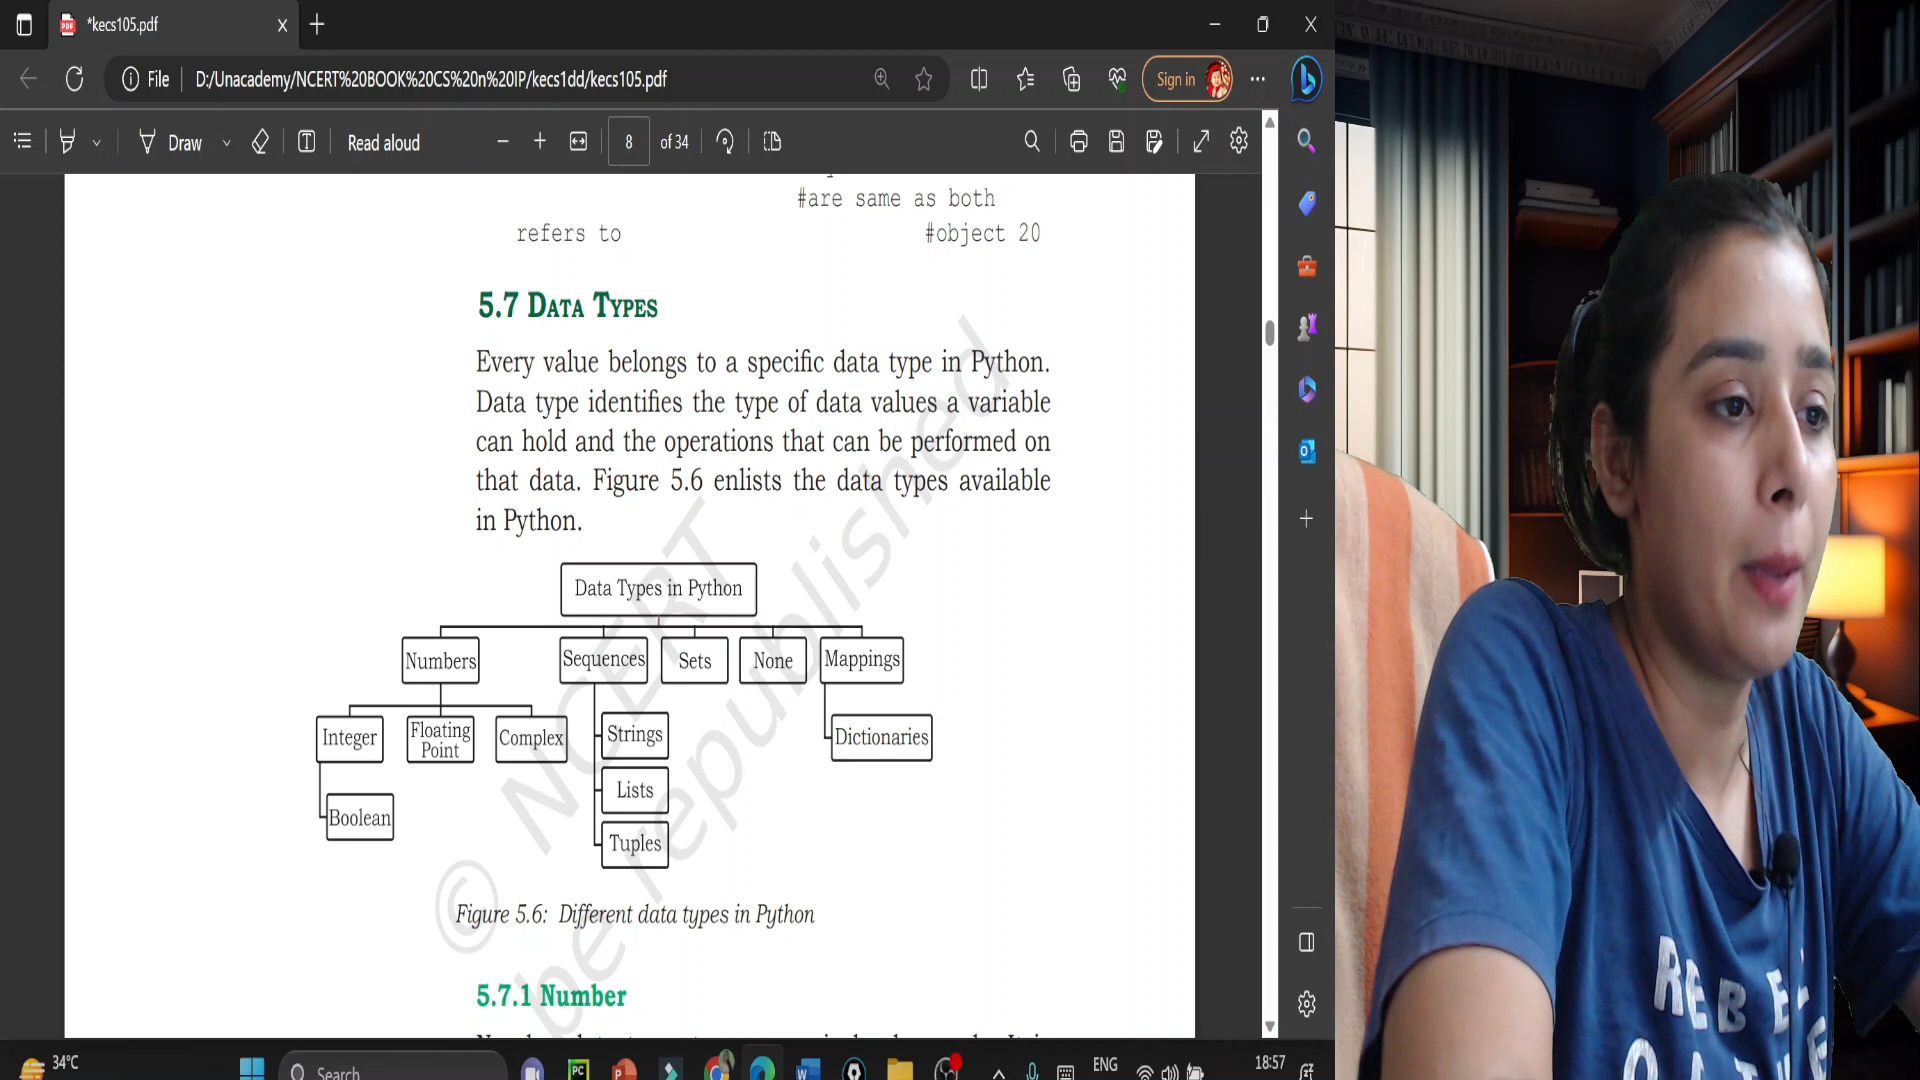 *kecs105.pdf
File
D:/Unacademy/NCERT%20BOOK%20CS%20n%20IP/kecs1dd/kecs105.pdf
Sign in
Draw
Read aloud
8
of 34
#are same as both
refers to #object 20
5.7 DATA TYPES
Every value belongs to a specific data type in Python.
Data type identifies the type of data values a variable
can hold and the operations that can be performed on
that data. Figure 5.6 enlists the data types available
in Python.
Data Types in Python
Numbers
Sequences
Sets
None
Mappings
Integer
Floating
Point
Complex
Strings
Dictionaries
Lists
Boolean
Tuples
Figure 5.6: Different data types in Python
5.7.1 Number
© NCERT
be republished
34°C
Search
ENG
18:57
REBEL